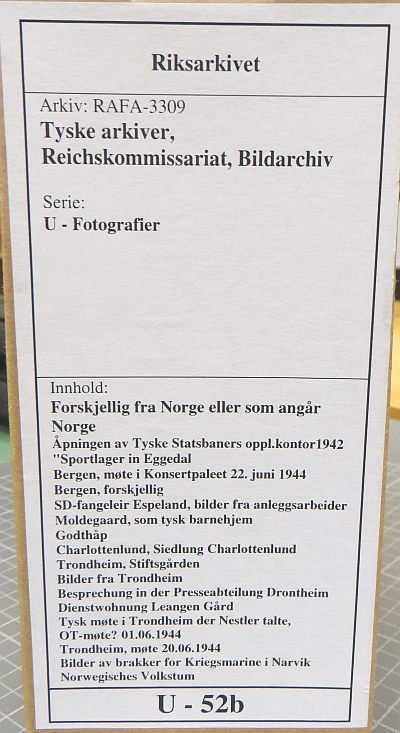 Riksarkivet
Arkiv: RAFA-3309
Tyske arkiver,
Reichskommissariat, Bildarchiv
Serie:
U - Fotografier
Innhold:
Forskjellig fra Norge eller som angår
Norge
Åpningen av Tyske Statsbaners oppl.kontor1942
"Sportlager in Eggedal
Bergen, møte i Konsertpaleet 22. juni 1944
Bergen, forskjellig
SD-fangeleir Espeland, bilder fra anleggsarbeider
Moldegaard, som tysk barnehjem
Godthåp
Charlottenlund, Siedlung Charlottenlund
Trondheim, Stiftsgården
Bilder fra Trondheim
Besprechung in der Presseabteilung Drontheim
Dienstwohnung Leangen Gård
Tysk møte i Trondheim der Nestler talte,
OT-møte? 01.06.1944
Trondheim, møte 20.06.1944
Bilder av brakker for Kriegsmarine i Narvik
Norwegisches Volkstum
U - 52b